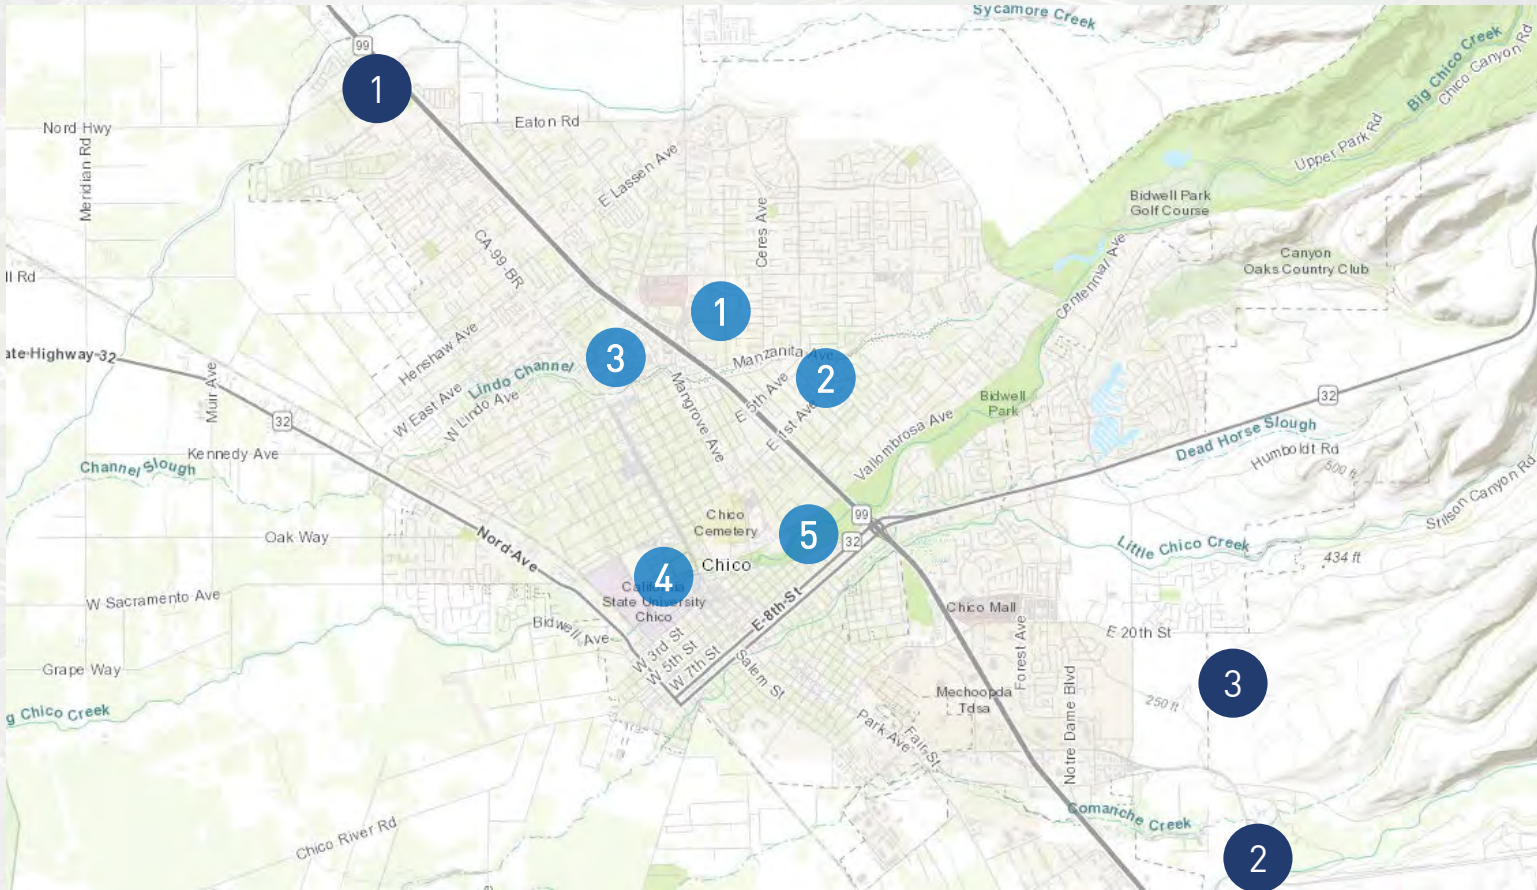 Sycamore Creek
99
1
Big Chico Creek
Chico Canyon Rd
Nord Hwy
Eaton Rd
Upper Park Rd
Meridian Rd
E Lassen Ave
Bidwell Park
Golf Course
Ceres Ave
CA-99-BR
Canyon
Oaks Country Club
ll Rd
Centennial Ave
1
ate-Highway-32
Henshaw Ave
3
Manzanita Ave
2
Lindo Channel
Muir Ave
W East Ave
W Lindo Ave
Mangrove Ave
E 5th Ave
E 1st Ave
Bidwell
Park
32
32
Vallombrosa Ave
Dead Horse Slough
Humboldt Rd
500 ft
Kennedy Ave
Channel Slough
Stilson Canyon Rd
Chico
Cemetery
99
5
32
Oak Way
Nord-Ave
Little Chico Creek
434 ft
Chico
4
California
State University
Chico
W Sacramento Ave
E-8th-St
Chico Mall
Bidwell Ave
W 3rd St
W 5th St
W 7th St
E 20th St
Forest Ave
Grape Way
Salem St
3
Mechoopda
Tdsa
250 ft
g Chico Creek
Notre Dame Blvd
Park Ave
Fair St
Comanche Creek
Chico River Rd
2